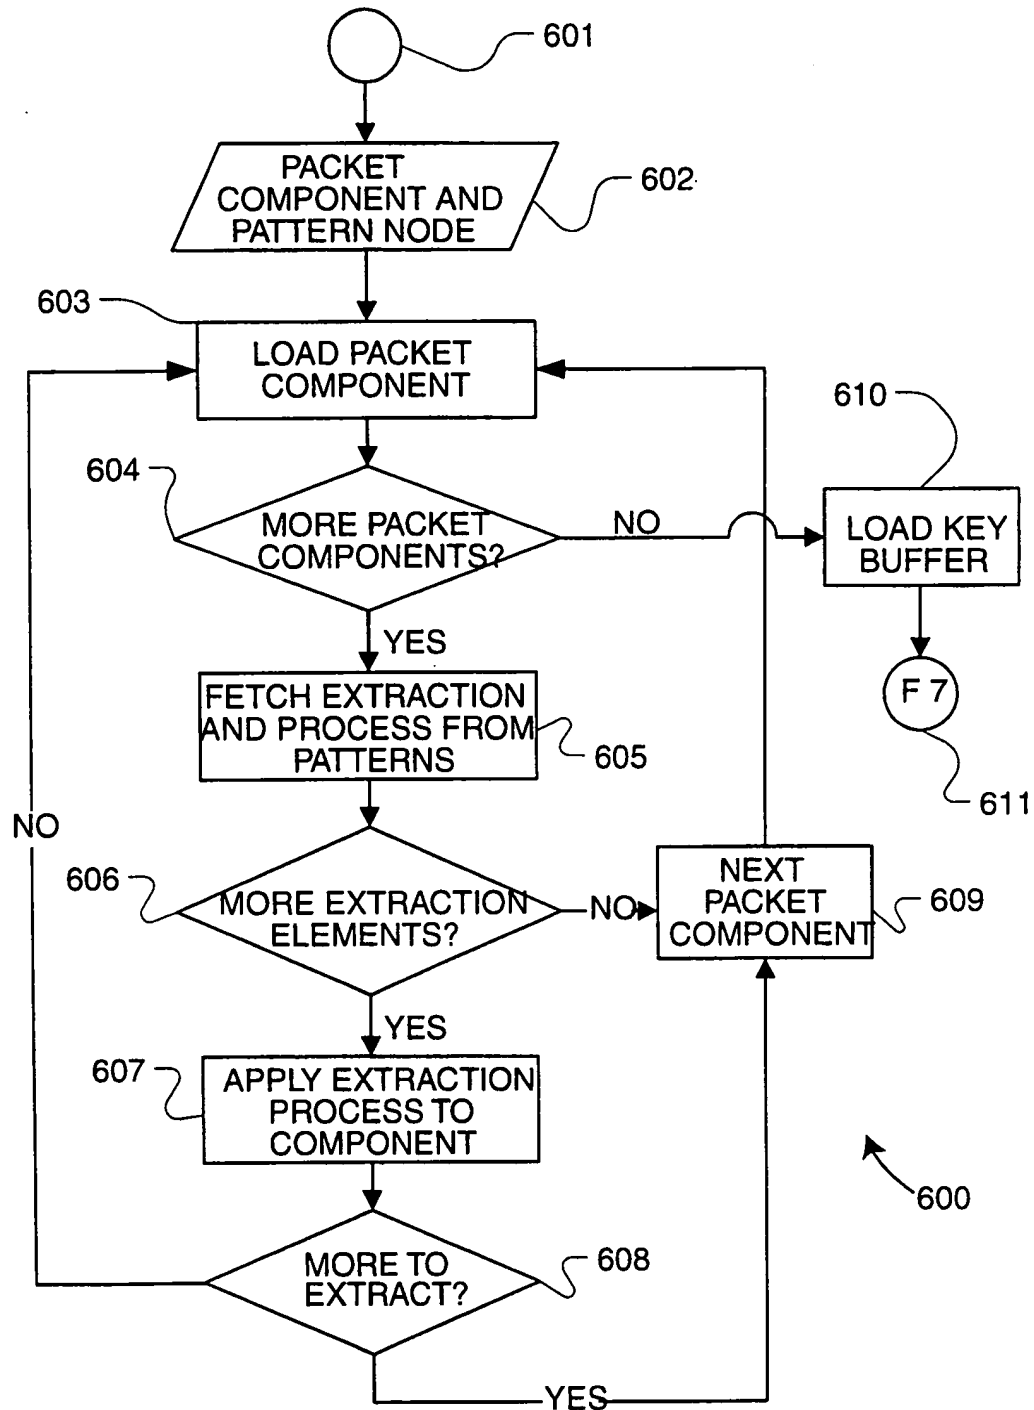 601
PACKET
COMPONENT AND
PATTERN NODE
602
603
LOAD PACKET
COMPONENT
610
604
MORE PACKET
COMPONENTS?
NO
LOAD KEY
BUFFER
YES
FETCH EXTRACTION
AND PROCESS FROM
PATTERNS
605
F 7
611
NO
606
MORE EXTRACTION
ELEMENTS?
NO
NEXT
PACKET
COMPONENT
609
YES
607
APPLY EXTRACTION
PROCESS TO
COMPONENT
600
MORE TO
EXTRACT?
608
YES